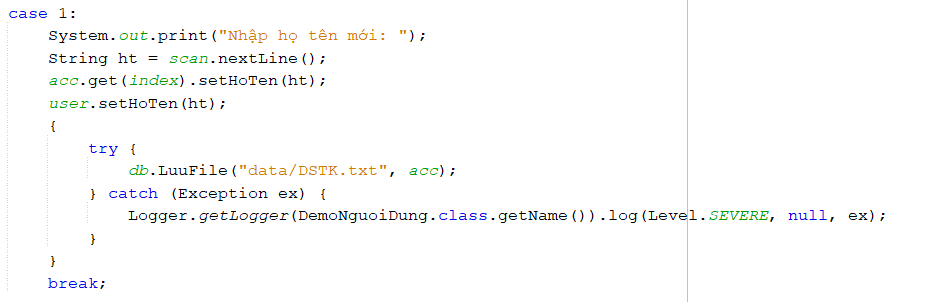 case 1:
    System.out.print("Nhập họ tên mới: ");
    String ht = scan.nextLine();
    acc.get(index).setHoTen(ht);
    user.setHoTen(ht);
    {
        try {
            db.LuuFile("data/DSTK.txt", acc);
        } catch (Exception ex) {
            Logger.getLogger(DemoNguoiDung.class.getName()).log(Level.SEVERE, null, ex);
        }
    }
    break;